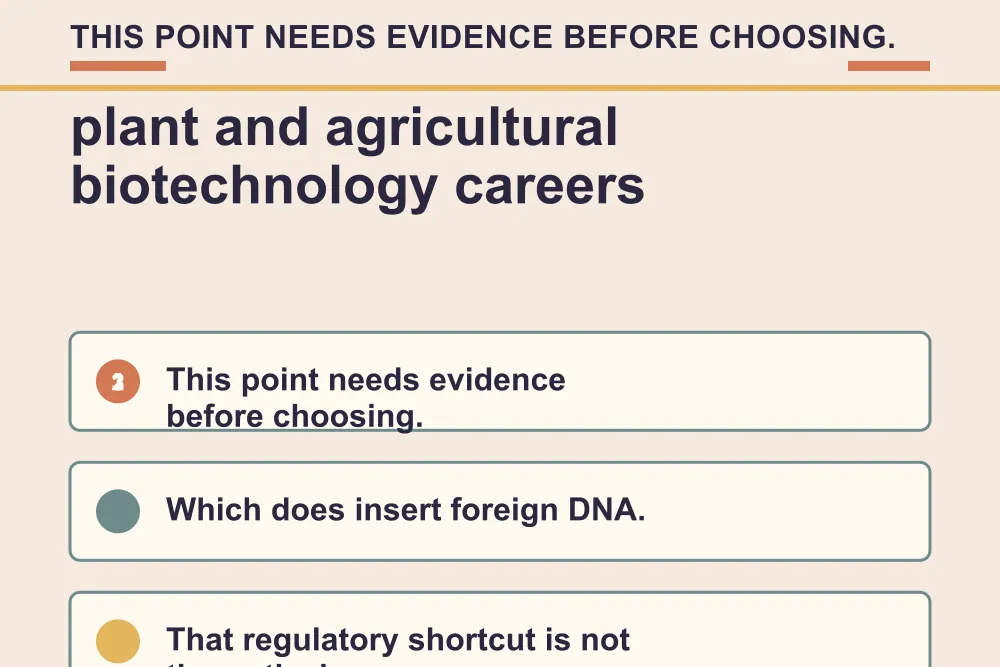 THIS POINT NEEDS EVIDENCE BEFORE CHOOSING.
plant and agricultural
biotechnology careers
This point needs evidence
before choosing.
Which does insert foreign DNA.
That regulatory shortcut is not